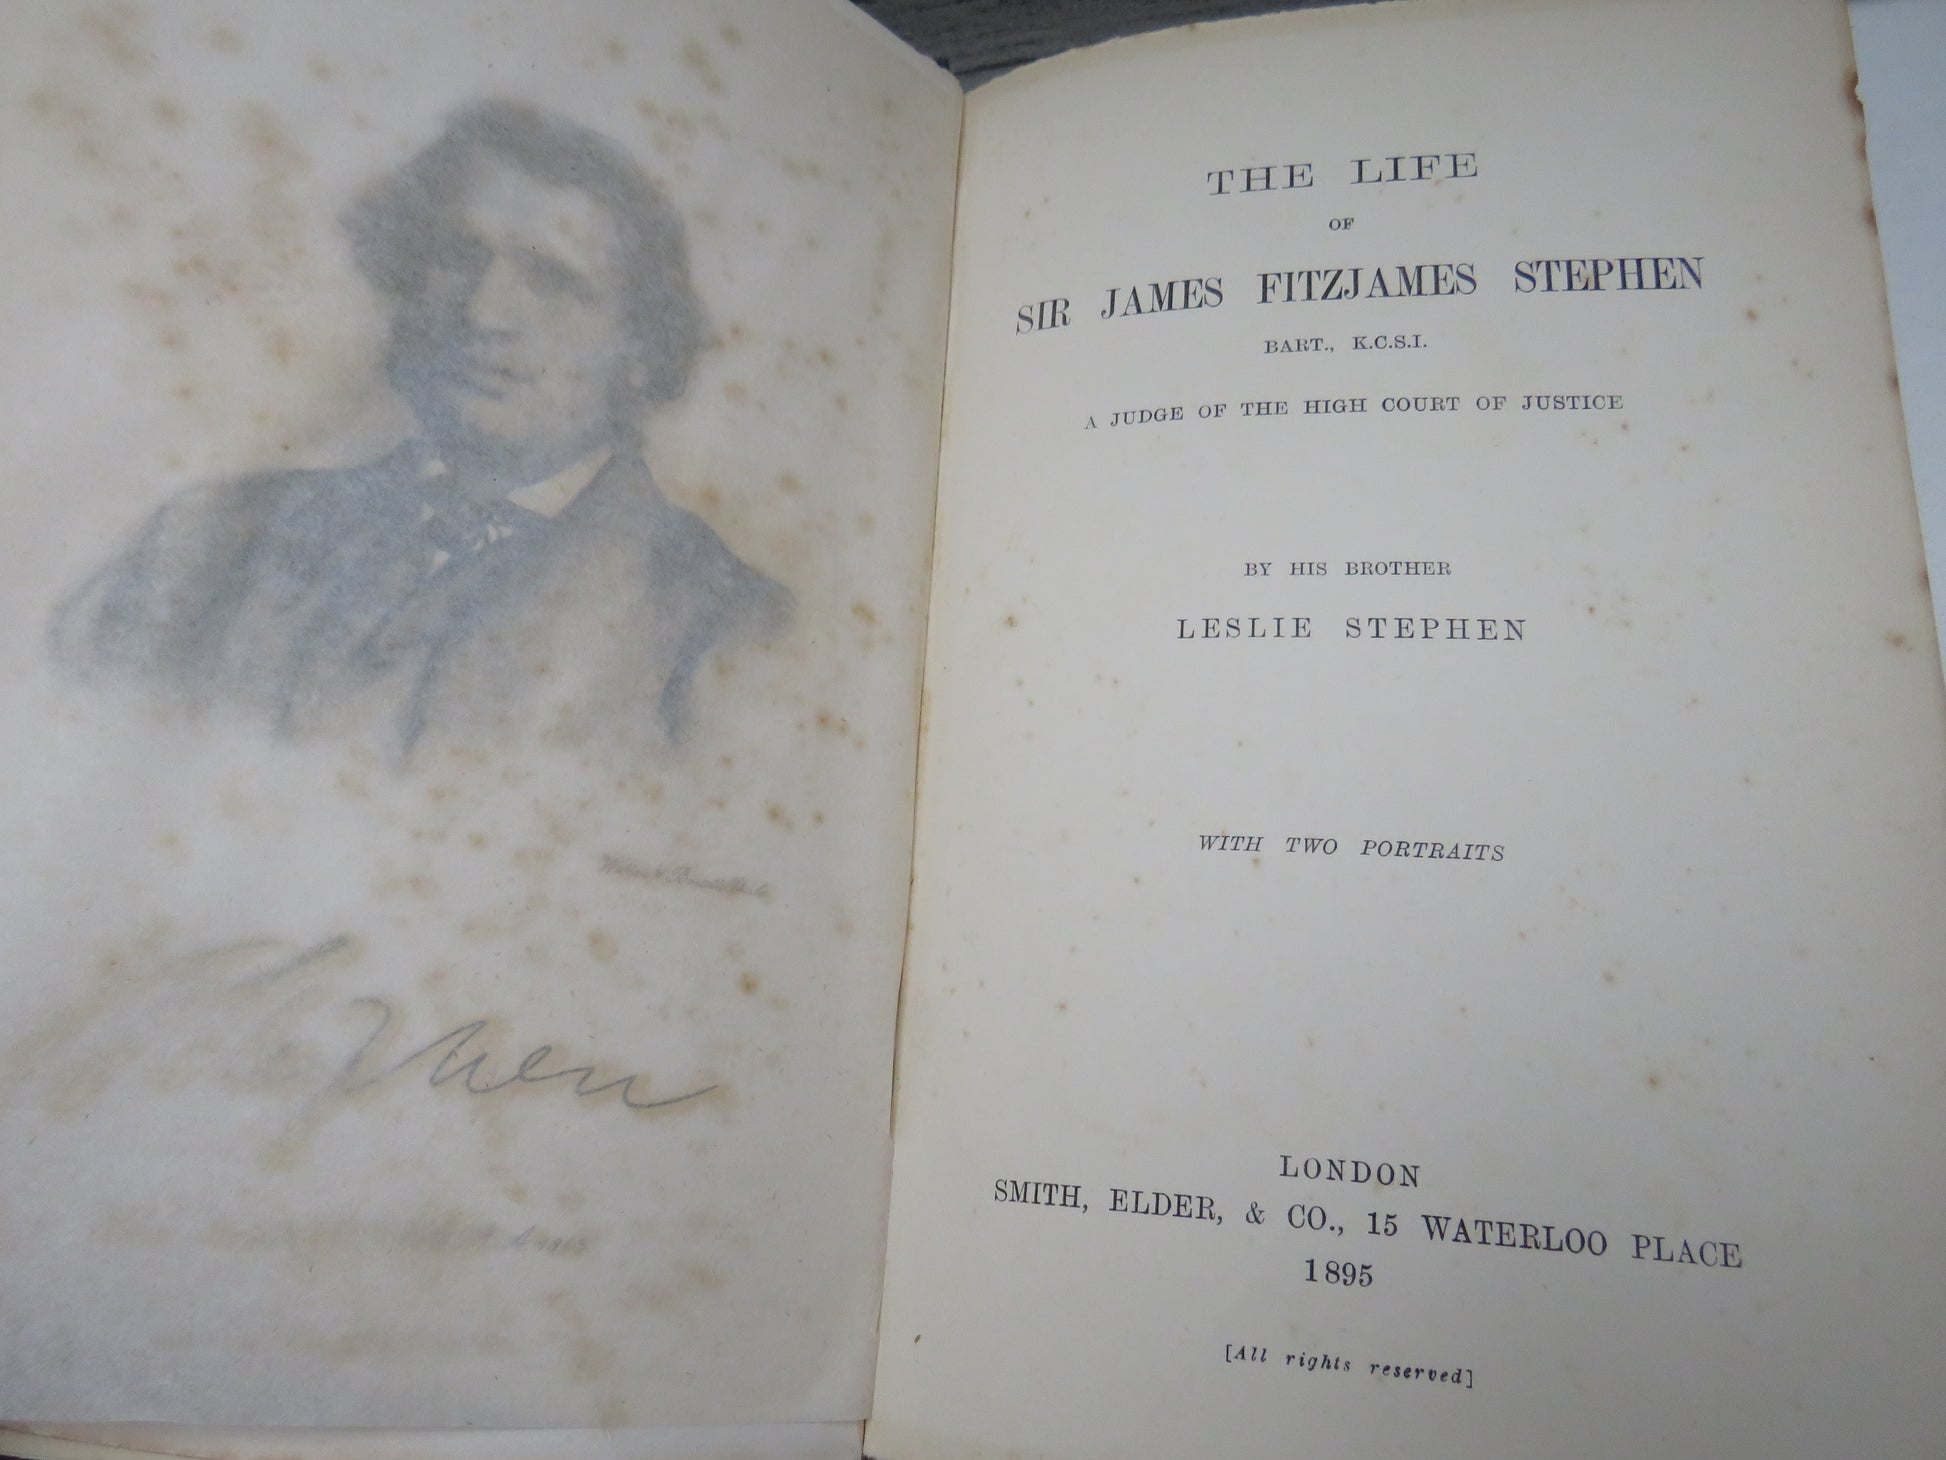 THE LIFE
OF
SIR JAMES FITZJAMES STEPHEN
BART., K.C.S.I.
A JUDGE OF THE HIGH COURT OF JUSTICE
BY HIS BROTHER
LESLIE STEPHEN
WITH TWO PORTRAITS
LONDON
SMITH, ELDER, & CO., 15 WATERLOO PLACE
1895
[All rights reserved]